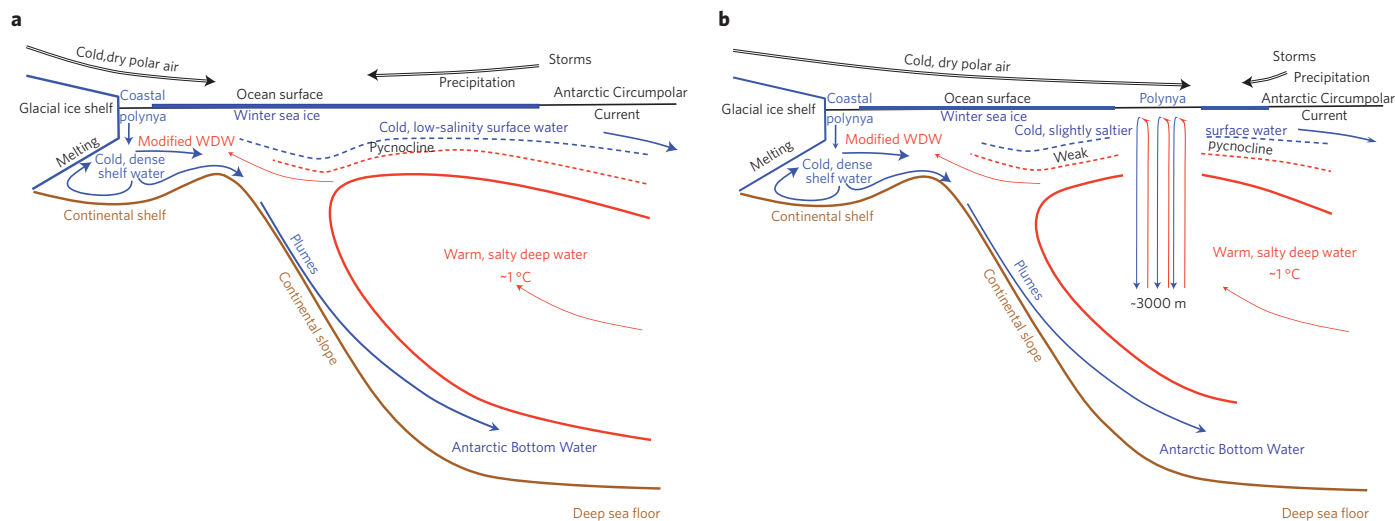 a
Cold,dry polar air
Storms
Precipitation
Glacial ice shelf
Coastal
polynya
Ocean surface
Winter sea ice
Antarctic Circumpolar
Current
Melting
Modified WDW
Cold, low-salinity surface water
Pycnocline
Cold, dense
shelf water
Continental shelf
Plumes
Continental slope
Warm, salty deep water
~1 °C
Antarctic Bottom Water
Deep sea floor
b
Cold, dry polar air
Storms
Precipitation
Glacial ice shelf
Coastal
polynya
Ocean surface
Winter sea ice
Polynya
Antarctic Circumpolar
Current
Melting
Modified WDW
Cold, slightly saltier
surface water
Weak
pycnocline
Cold, dense
shelf water
Continental shelf
Plumes
Continental slope
Warm, salty deep water
~1 °C
~3000 m
Antarctic Bottom Water
Deep sea floor